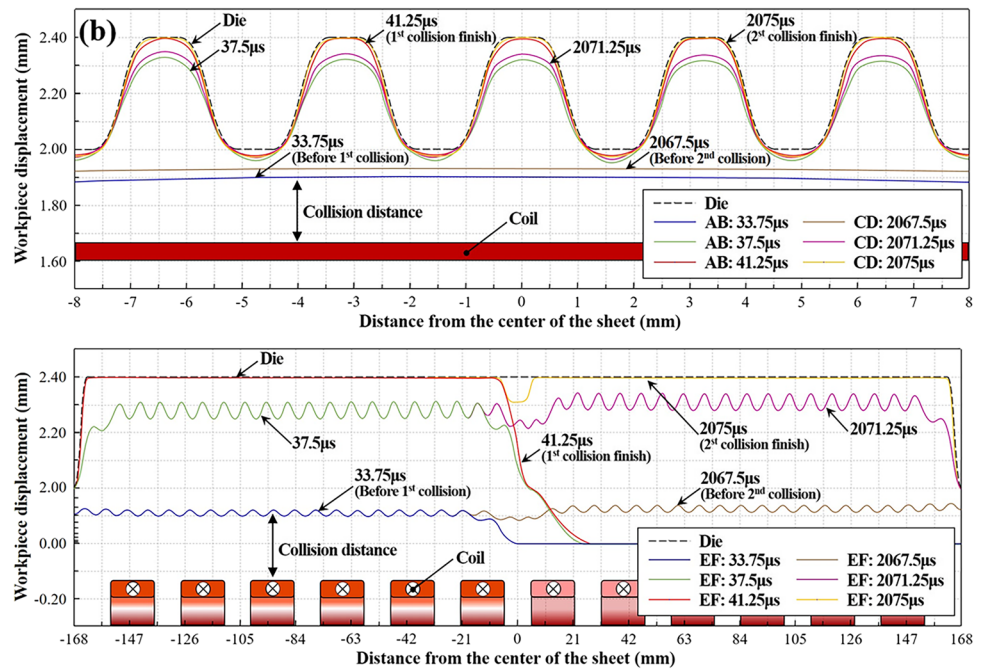 (b)
Die
37.5μs
41.25μs
(1st collision finish)
2071.25μs
2075μs
(2st collision finish)
33.75μs
(Before 1st collision)
2067.5μs
(Before 2nd collision)
Collision distance
Coil
Die
AB: 33.75μs
CD: 2067.5μs
AB: 37.5μs
CD: 2071.25μs
AB: 41.25μs
CD: 2075μs
Workpiece displacement (mm)
2.40
2.20
2.00
1.80
1.60
-8 -7 -6 -5 -4 -3 -2 -1 0 1 2 3 4 5 6 7 8
Distance from the center of the sheet (mm)
Die
37.5μs
41.25μs
(1st collision finish)
2075μs
(2st collision finish)
2071.25μs
33.75μs
(Before 1st collision)
2067.5μs
(Before 2nd collision)
Collision distance
Coil
Die
EF: 33.75μs
EF: 2067.5μs
EF: 37.5μs
EF: 2071.25μs
EF: 41.25μs
EF: 2075μs
Workpiece displacement (mm)
2.40
2.20
2.00
0.00
-0.20
-168 -147 -126 -105 -84 -63 -42 -21 0 21 42 63 84 105 126 147 168
Distance from the center of the sheet (mm)